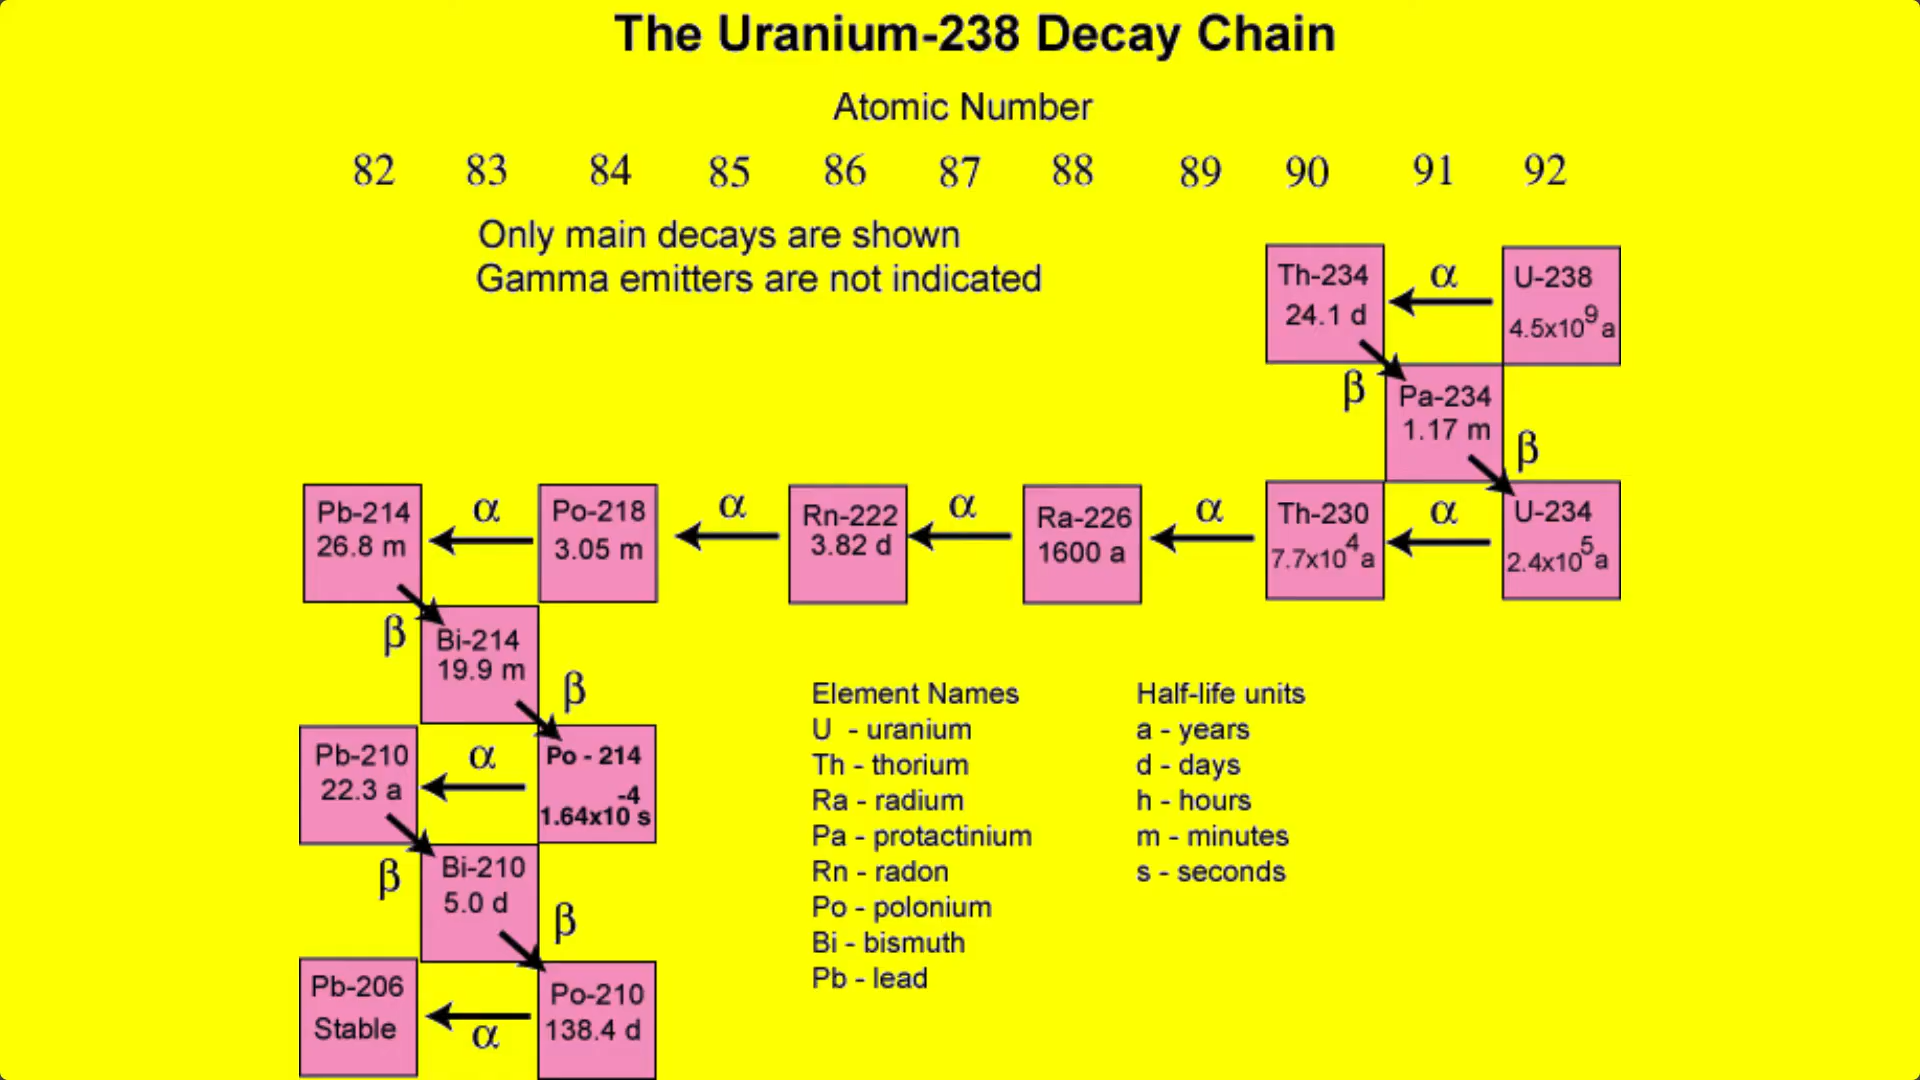 The Uranium-238 Decay Chain
Atomic Number
82 83 84 85 86 87 88 89 90 91 92
Only main decays are shown
Gamma emitters are not indicated
Th-234
24.1 d
α
U-238
4.5x10⁹a
β
Pa-234
1.17 m
β
Pb-214
26.8 m
α
Po-218
3.05 m
α
Rn-222
3.82 d
α
Ra-226
1600 a
α
Th-230
7.7x10⁴a
α
U-234
2.4x10⁵a
β
Bi-214
19.9 m
β
Pb-210
22.3 a
α
Po - 214
-4
1.64x10 s
β
Bi-210
5.0 d
β
Pb-206
Stable
α
Po-210
138.4 d
Element Names
U - uranium
Th - thorium
Ra - radium
Pa - protactinium
Rn - radon
Po - polonium
Bi - bismuth
Pb - lead
Half-life units
a - years
d - days
h - hours
m - minutes
s - seconds